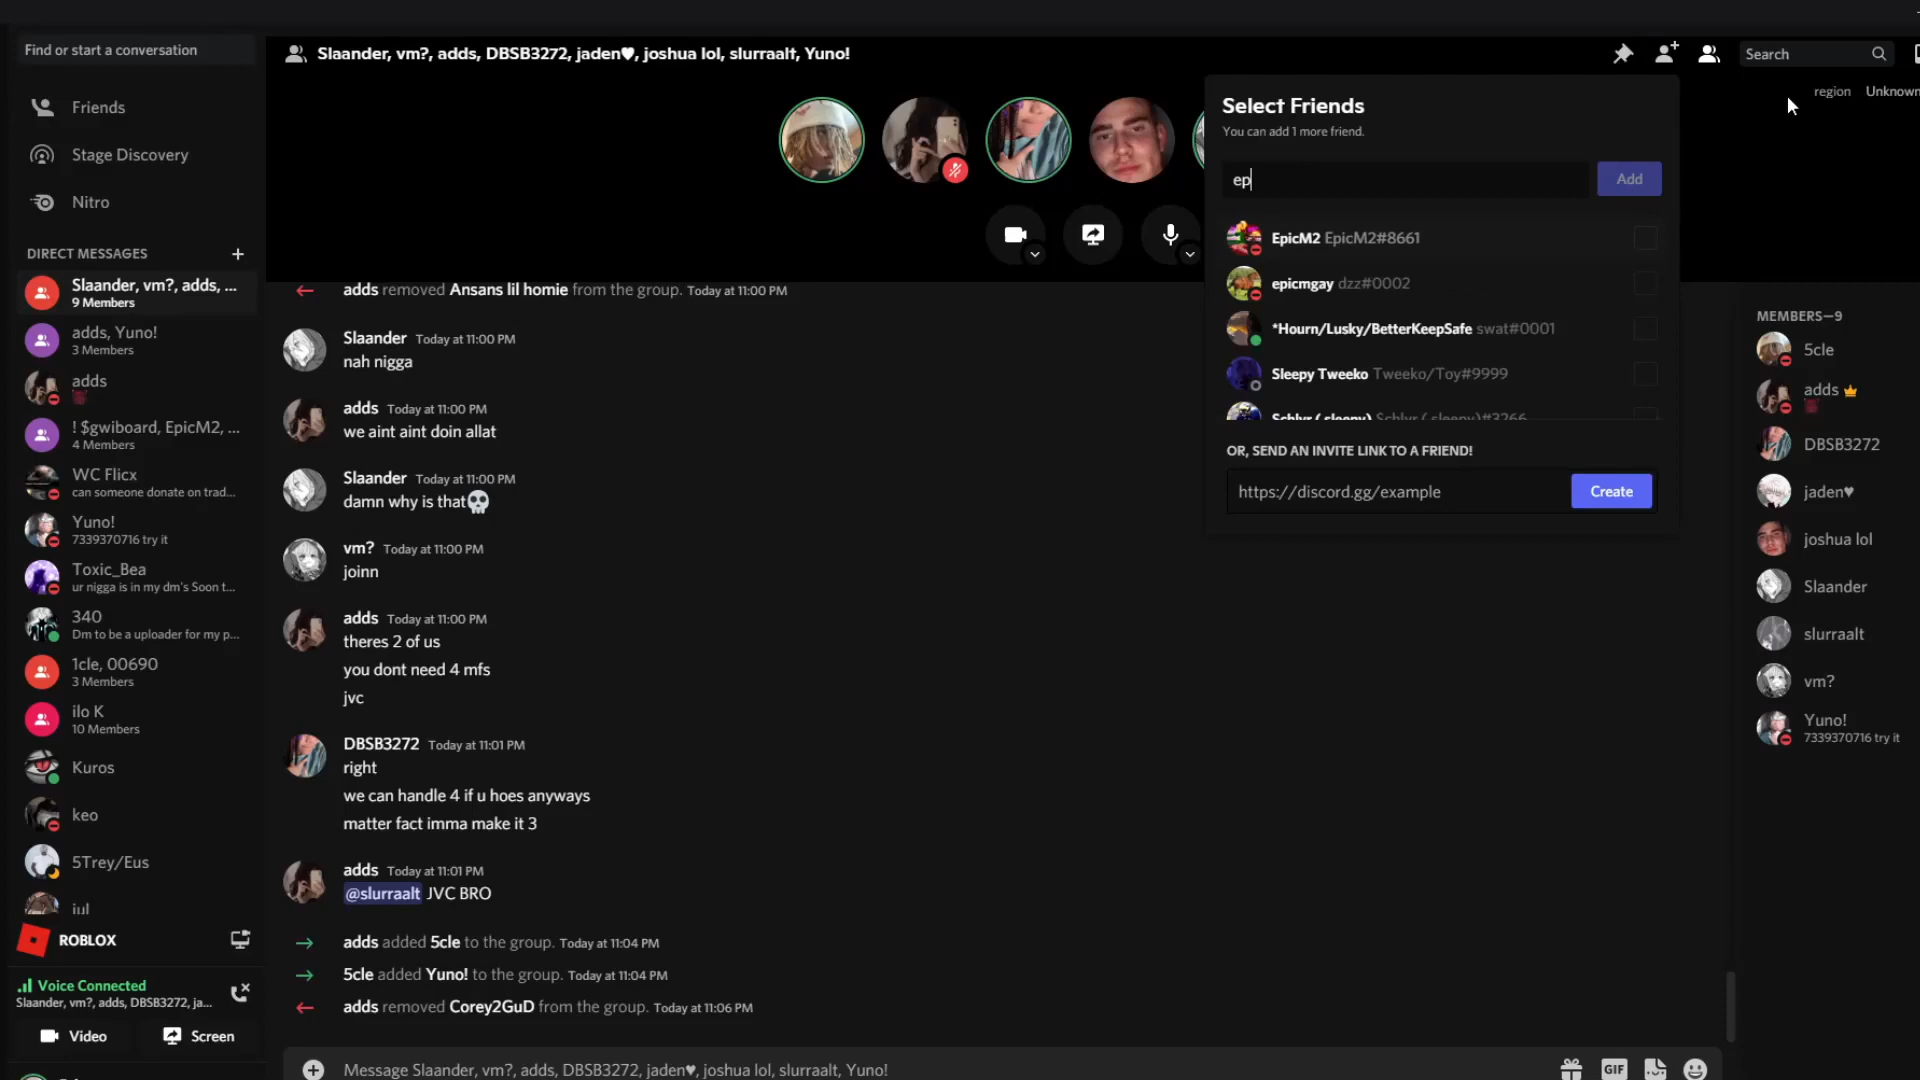 Find or start a conversation
Friends
Stage Discovery
Nitro
DIRECT MESSAGES
Slaander, vm?, adds, ...
9 Members
adds, Yuno!
3 Members
adds
! $gwiboard, EpicM2, ...
4 Members
WC Flicx
can someone donate on trad...
Yuno!
7339370716 try it
Toxic_Bea
ur nigga is in my dm's Soon t...
340
Dm to be a uploader for my p...
1cle, 00690
3 Members
ilo K
10 Members
Kuros
keo
5Trey/Eus
ROBLOX
Voice Connected
Slaander, vm?, adds, DBSB3272, ja...
Video
Screen
Slaander, vm?, adds, DBSB3272, jaden♥, joshua lol, slurraalt, Yuno!
Search
region
Unknown
adds removed Ansans lil homie from the group. Today at 11:00 PM
Slaander Today at 11:00 PM
nah nigga
adds Today at 11:00 PM
we aint aint doin allat
Slaander Today at 11:00 PM
damn why is that💀
vm? Today at 11:00 PM
joinn
adds Today at 11:00 PM
theres 2 of us
you dont need 4 mfs
jvc
DBSB3272 Today at 11:01 PM
right
we can handle 4 if u hoes anyways
matter fact imma make it 3
adds Today at 11:01 PM
@slurraalt JVC BRO
adds added 5cle to the group. Today at 11:04 PM
5cle added Yuno! to the group. Today at 11:04 PM
adds removed Corey2GuD from the group. Today at 11:06 PM
Message Slaander, vm?, adds, DBSB3272, jaden♥, joshua lol, slurraalt, Yuno!
GIF
Select Friends
You can add 1 more friend.
ep
Add
EpicM2 EpicM2#8661
epicmgay dzz#0002
*Hourn/Lusky/BetterKeepSafe swat#0001
Sleepy Tweeko Tweeko/Toy#9999
Schlyr ( sleepy) Schlyr ( sleepy)#3266
OR, SEND AN INVITE LINK TO A FRIEND!
https://discord.gg/example
Create
MEMBERS—9
5cle
adds
DBSB3272
jaden♥
joshua lol
Slaander
slurraalt
vm?
Yuno!
7339370716 try it